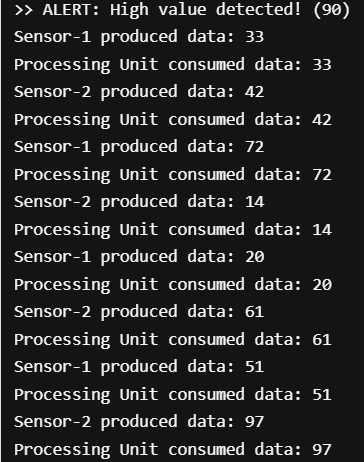 >> ALERT: High value detected! (90)
Sensor-1 produced data: 33
Processing Unit consumed data: 33
Sensor-2 produced data: 42
Processing Unit consumed data: 42
Sensor-1 produced data: 72
Processing Unit consumed data: 72
Sensor-2 produced data: 14
Processing Unit consumed data: 14
Sensor-1 produced data: 20
Processing Unit consumed data: 20
Sensor-2 produced data: 61
Processing Unit consumed data: 61
Sensor-1 produced data: 51
Processing Unit consumed data: 51
Sensor-2 produced data: 97
Processing Unit consumed data: 97